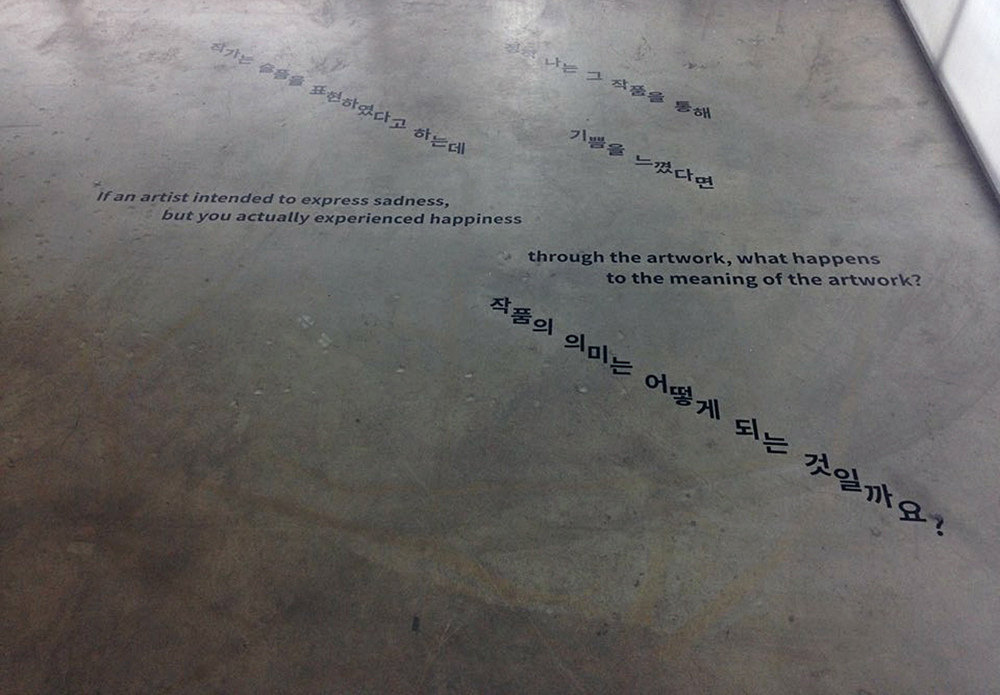 작가는 슬픔을 표현하였다고 하는데
나는 그 작품을 통해
기쁨을 느꼈다면
If an artist intended to express sadness,
but you actually experienced happiness
through the artwork, what happens
to the meaning of the artwork?
작품의 의미는 어떻게 되는 것일까요?